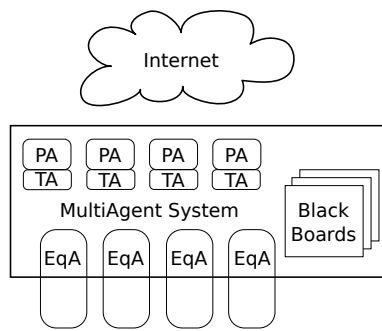 Internet
PA PA PA PA
TA TA TA TA
MultiAgent System
Black
Boards
EqA EqA EqA EqA